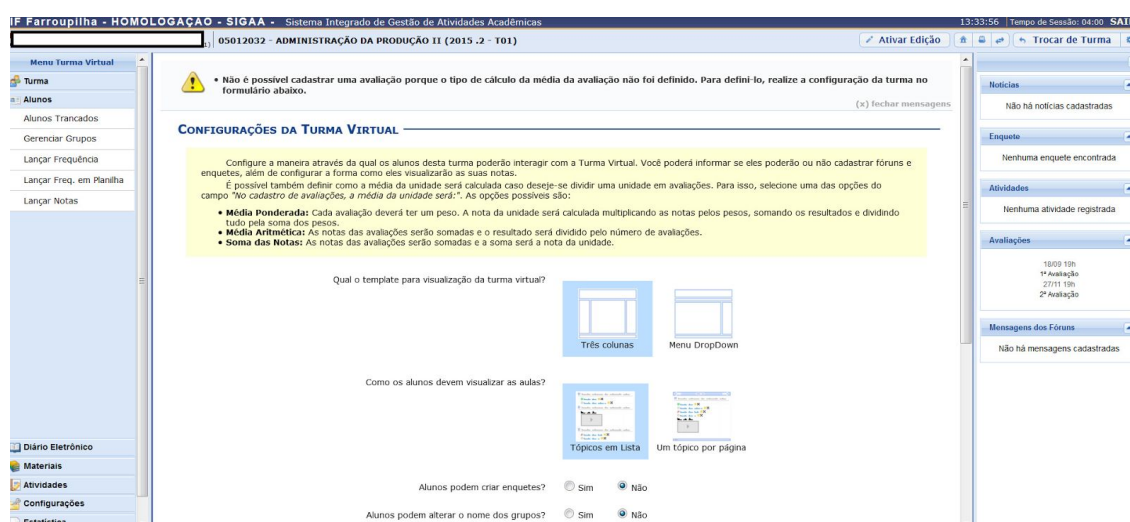 IF Farroupilha - HOMOLOGAÇÃO - SIGAA - Sistema Integrado de Gestão de Atividades Acadêmicas
13:33:56 Tempo de Sessão: 04:00 SAIR
05012032 - ADMINISTRAÇÃO DA PRODUÇÃO II (2015 .2 - T01)
Ativar Edição
Trocar de Turma
Menu Turma Virtual
Turma
Alunos
Alunos Trancados
Gerenciar Grupos
Lançar Frequência
Lançar Freq. em Planilha
Lançar Notas
Diário Eletrônico
Materiais
Atividades
Configurações
Estatística
• Não é possível cadastrar uma avaliação porque o tipo de cálculo da média da avaliação não foi definido. Para definí-lo, realize a configuração da turma no
formulário abaixo.
(x) fechar mensagens
CONFIGURAÇÕES DA TURMA VIRTUAL
Configure a maneira através da qual os alunos desta turma poderão interagir com a Turma Virtual. Você poderá informar se eles poderão ou não cadastrar fóruns e
enquetes, além de configurar a forma como eles visualizarão as suas notas.
É possível também definir como a média da unidade será calculada caso deseje-se dividir uma unidade em avaliações. Para isso, selecione uma das opções do
campo "No cadastro de avaliações, a média da unidade será:". As opções possíveis são:
• Média Ponderada: Cada avaliação deverá ter um peso. A nota da unidade será calculada multiplicando as notas pelos pesos, somando os resultados e dividindo
tudo pela soma dos pesos.
• Média Aritmética: As notas das avaliações serão somadas e o resultado será dividido pelo número de avaliações.
• Soma das Notas: As notas das avaliações serão somadas e a soma será a nota da unidade.
Qual o template para visualização da turma virtual?
Três colunas
Menu DropDown
Como os alunos devem visualizar as aulas?
Tópicos em Lista
Um tópico por página
Alunos podem criar enquetes? Sim Não
Alunos podem alterar o nome dos grupos? Sim Não
Notícias
Não há notícias cadastradas
Enquete
Nenhuma enquete encontrada
Atividades
Nenhuma atividade registrada
Avaliações
18/09 19h
1ª Avaliação
27/11 19h
2ª Avaliação
Mensagens dos Fóruns
Não há mensagens cadastradas